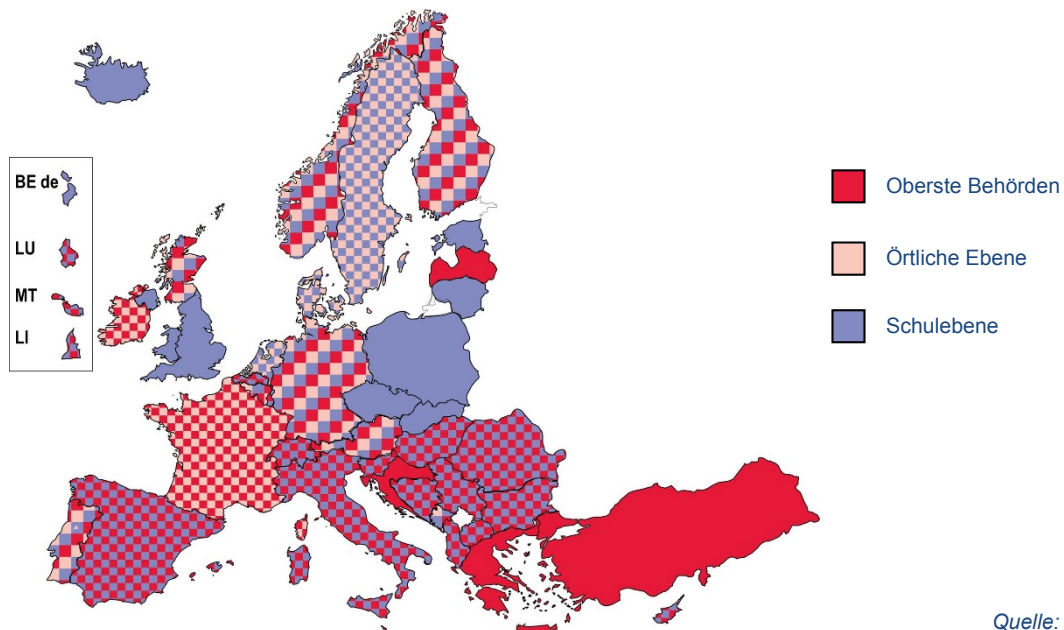 BE de
LU
MT
LI
Oberste Behörden
Örtliche Ebene
Schulebene
Quelle: